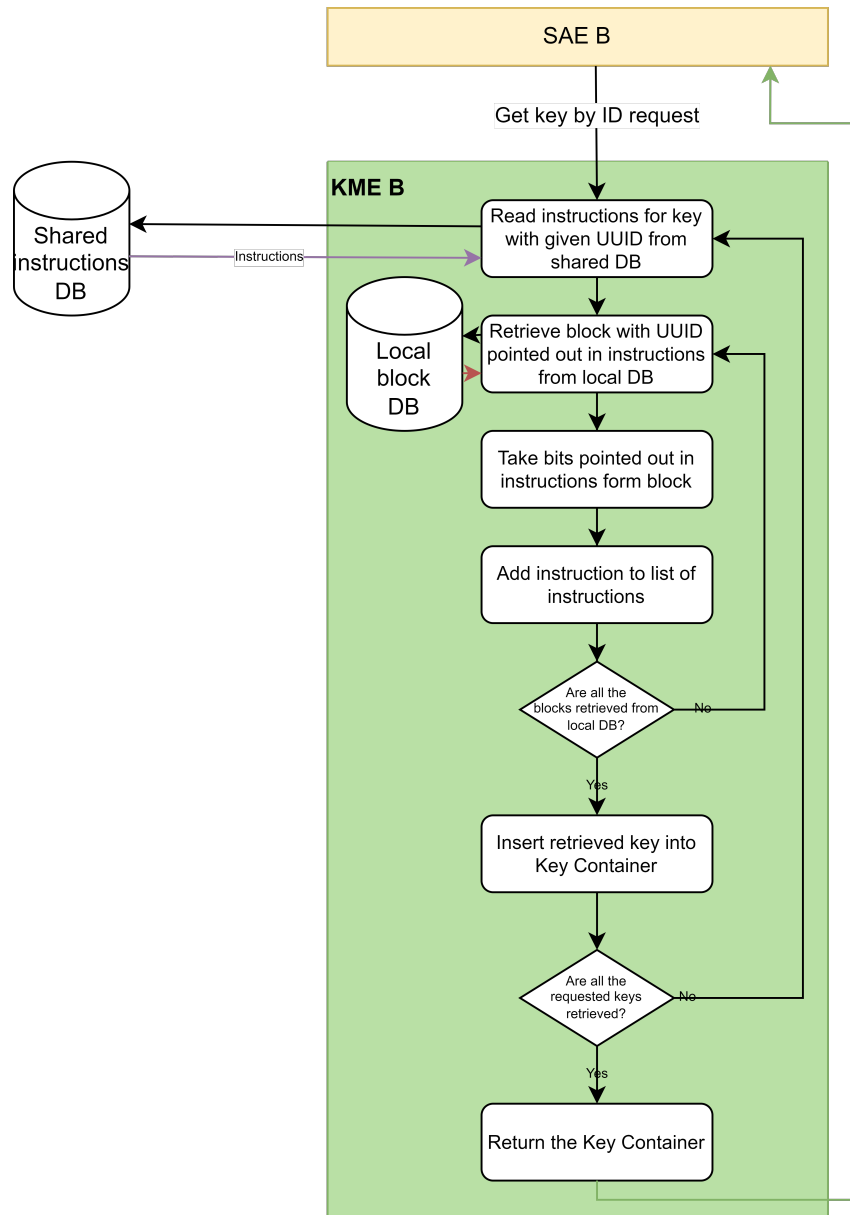 SAE B
Get key by ID request
KME B
Read instructions for key
with given UUID from
shared DB
Shared
instructions
DB
Instructions
Retrieve block with UUID
pointed out in instructions
from local DB
Local
block
DB
Take bits pointed out in
instructions form block
Add instruction to list of
instructions
Are all the
blocks retrieved from
local DB?
No
Yes
Insert retrieved key into
Key Container
Are all the
requested keys
retrieved?
No
Yes
Return the Key Container